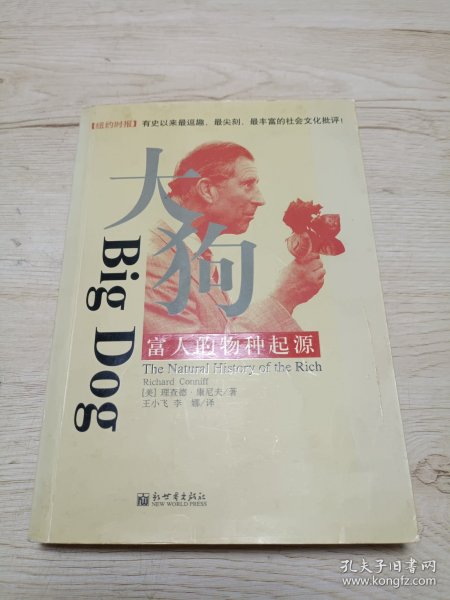 【纽约时报】有史以来最逗趣、最尖刻、最丰富的社会文化批评！
大狗
Big Dog
富人的物种起源
The Natural History of the Rich
Richard Conniff
［美］理查德·康尼夫／著
王小飞 李 娜／译
新世界出版社
NEW WORLD PRESS
孔夫子旧书网
www.kongfz.com